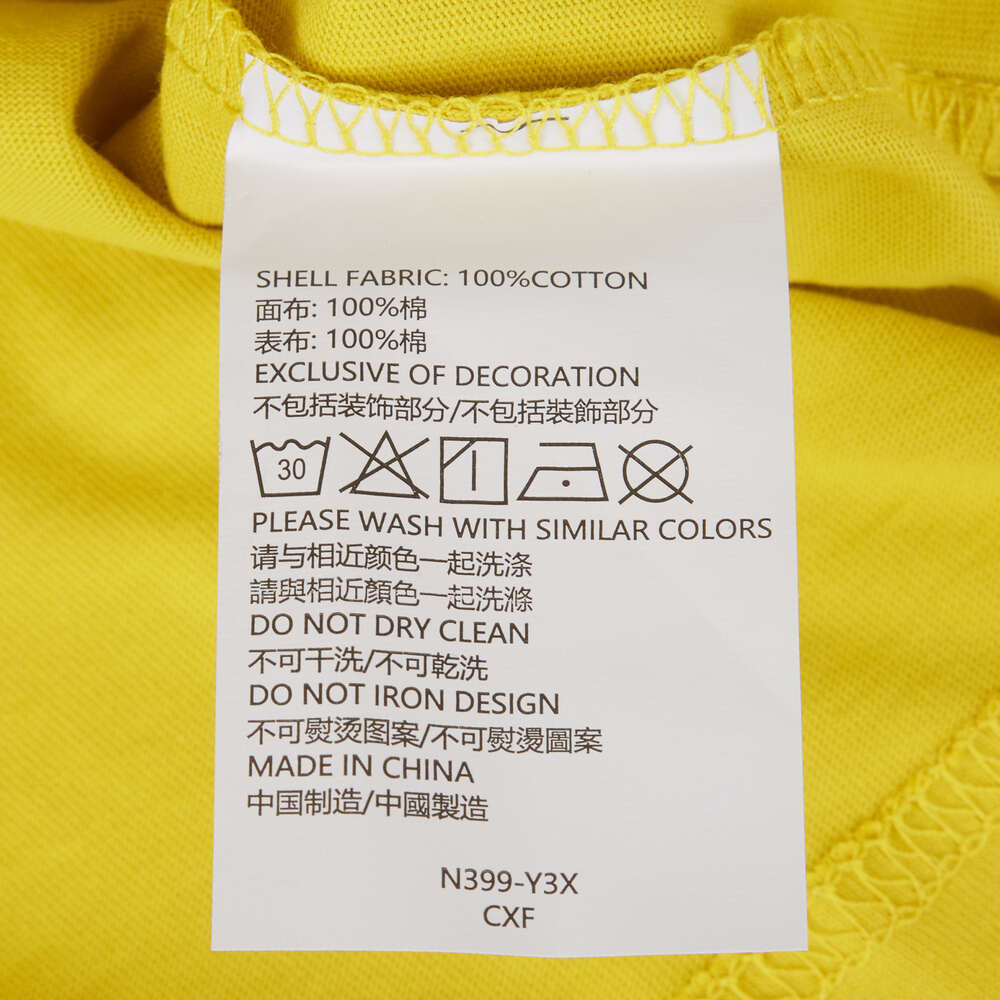 SHELL FABRIC: 100%COTTON
面布: 100%棉
表布: 100%棉
EXCLUSIVE OF DECORATION
不包括装饰部分/不包括裝飾部分
30
PLEASE WASH WITH SIMILAR COLORS
请与相近颜色一起洗涤
請與相近顏色一起洗滌
DO NOT DRY CLEAN
不可干洗/不可乾洗
DO NOT IRON DESIGN
不可熨烫图案/不可熨燙圖案
MADE IN CHINA
中国制造/中國製造
N399-Y3X
CXF